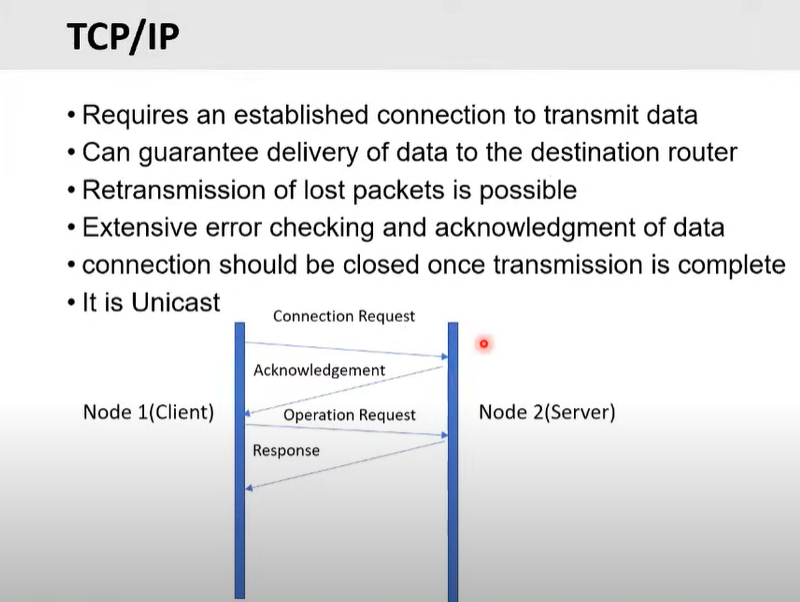 TCP/IP
• Requires an established connection to transmit data
• Can guarantee delivery of data to the destination router
• Retransmission of lost packets is possible
• Extensive error checking and acknowledgment of data
• connection should be closed once transmission is complete
• It is Unicast
Connection Request
Acknowledgement
Node 1(Client)
Operation Request
Node 2(Server)
Response